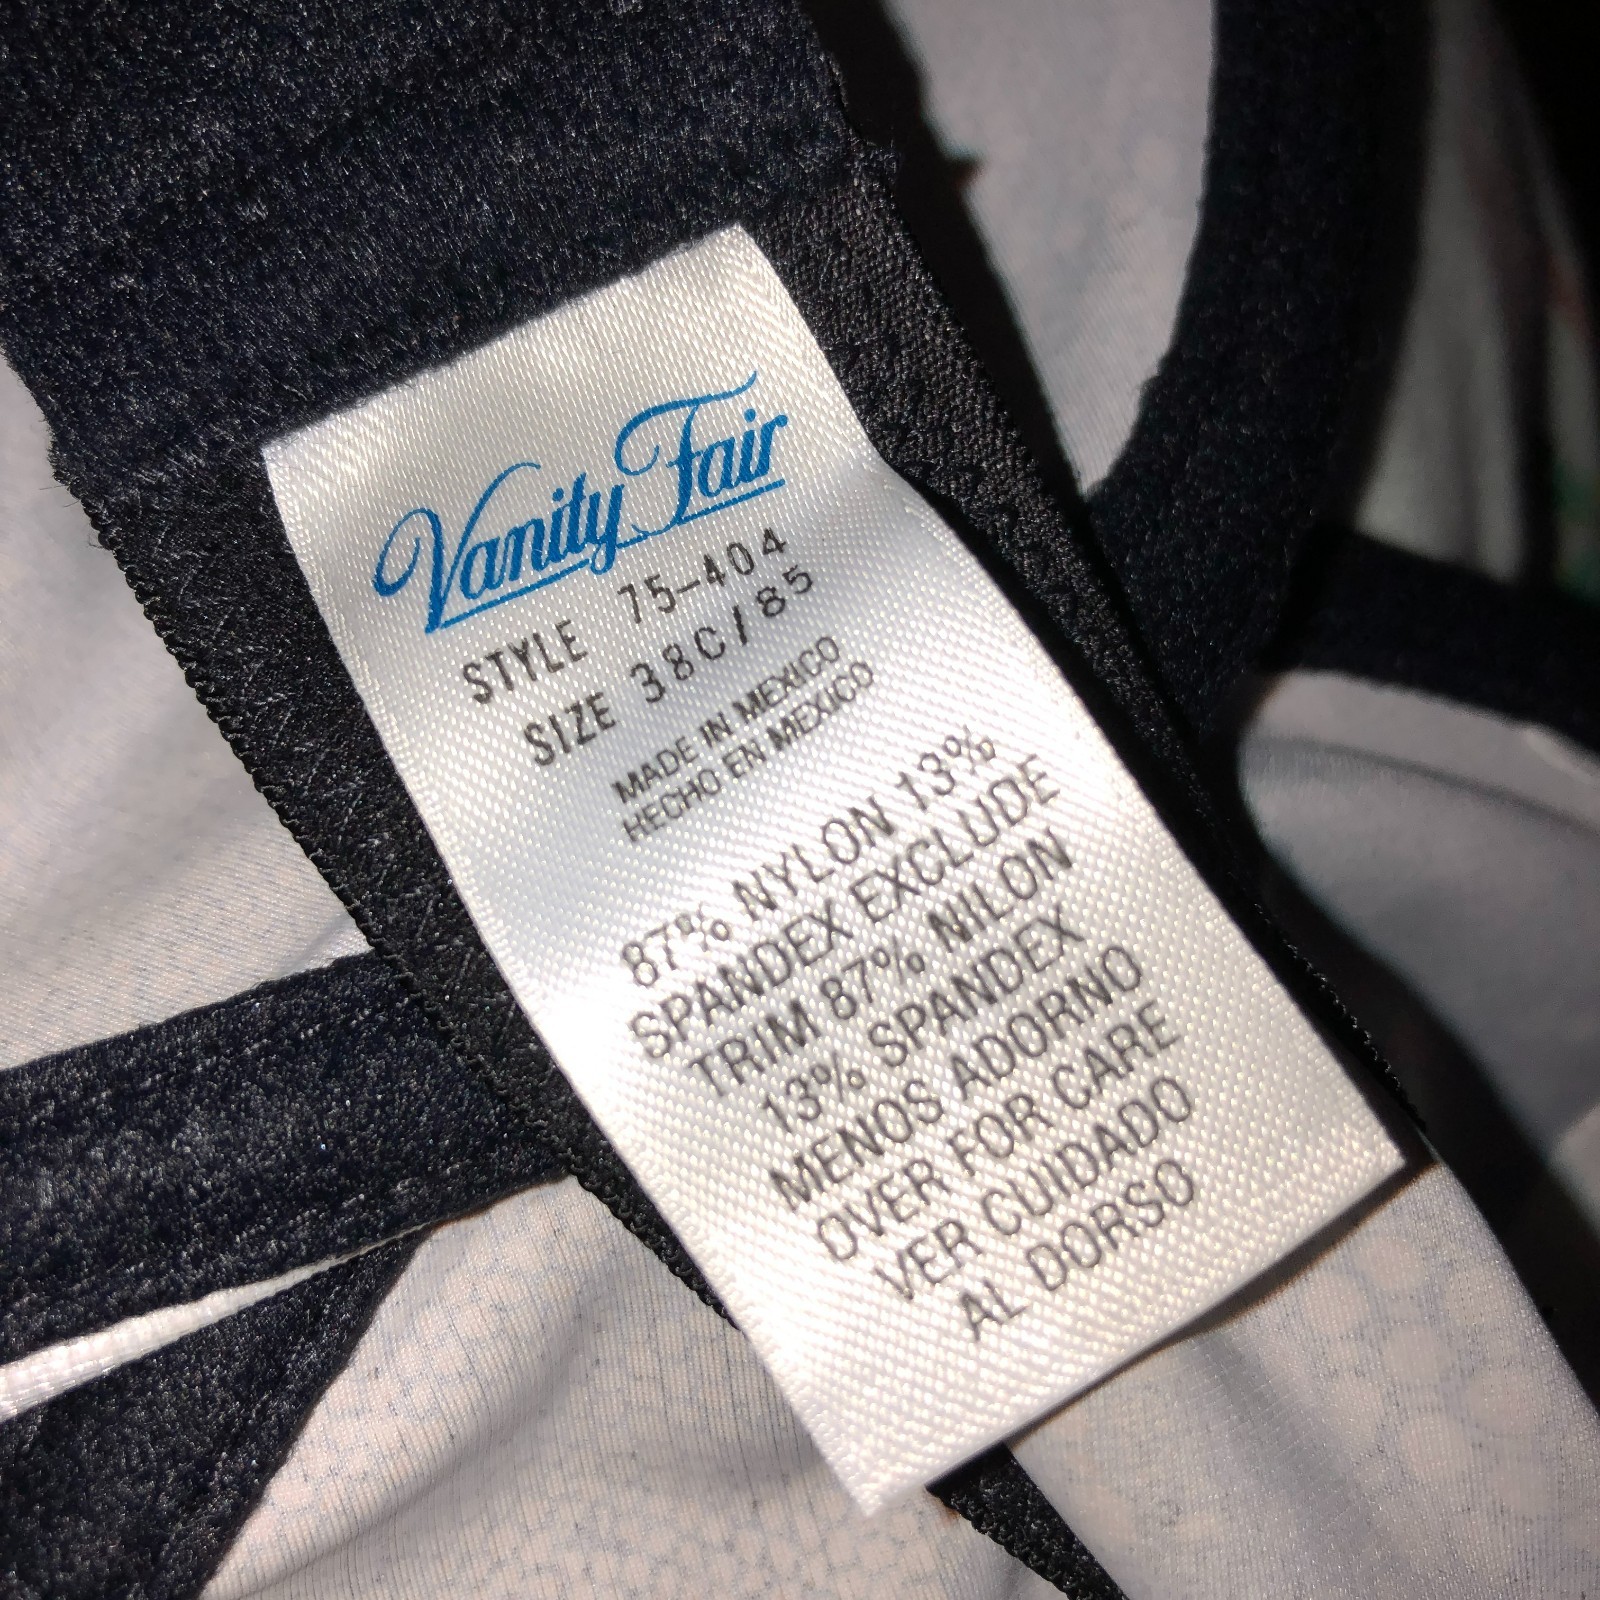 Vanity Fair
STYLE 75-404
SIZE 38C/85
MADE IN MEXICO
HECHO EN MEXICO
87% NYLON 13%
SPANDEX EXCLUDE
TRIM 87% NILON
13% SPANDEX
MENOS ADORNO
OVER FOR CARE
VER CUIDADO
AL DORSO